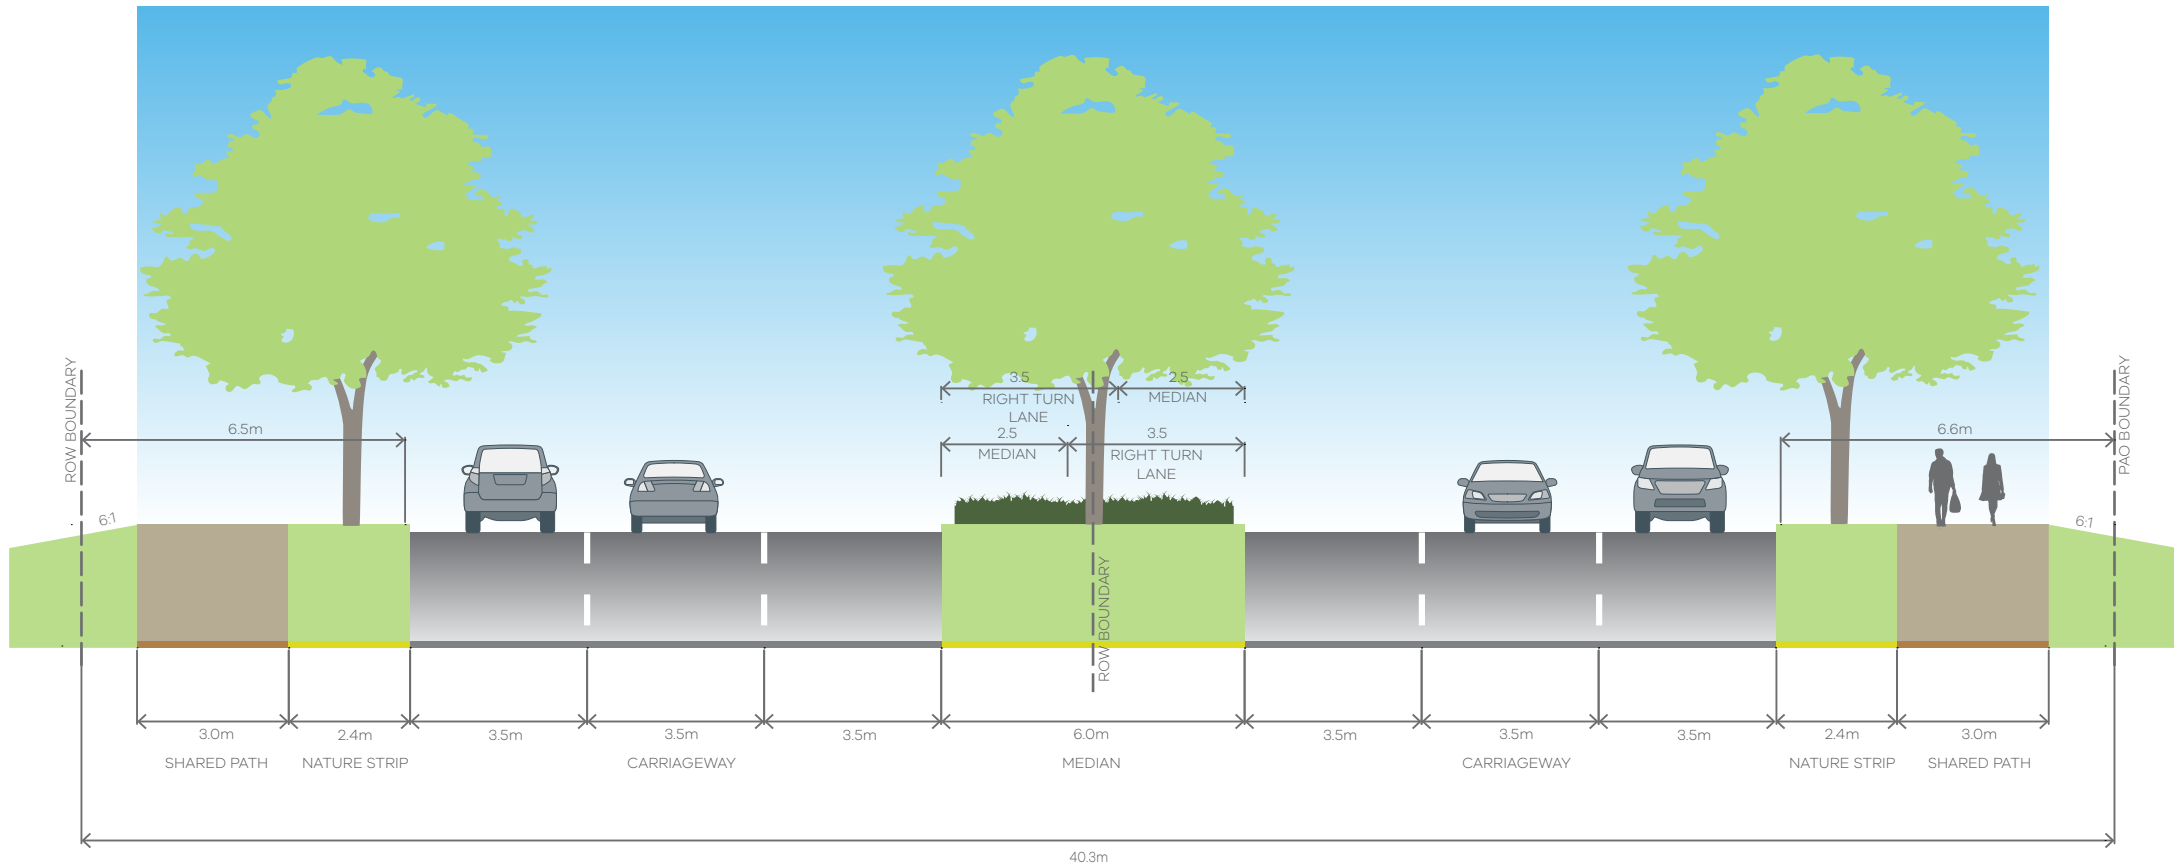 3.5
2.5
RIGHT TURN
LANE
MEDIAN
2.5
3.5
MEDIAN
RIGHT TURN
LANE
ROW BOUNDARY
6.5m
6.6m
PAO BOUNDARY
6:1
6:1
ROW BOUNDARY
3.0m
2.4m
3.5m
3.5m
3.5m
6.0m
3.5m
3.5m
3.5m
2.4m
3.0m
SHARED PATH
NATURE STRIP
CARRIAGEWAY
MEDIAN
CARRIAGEWAY
NATURE STRIP
SHARED PATH
40.3m